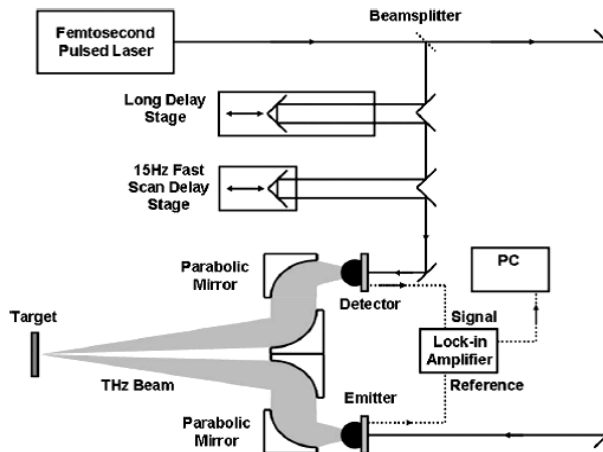 Beamsplitter
Femtosecond
Pulsed Laser
Long Delay
Stage
15Hz Fast
Scan Delay
Stage
Parabolic
Mirror
PC
Detector
Target
Signal
Lock-in
Amplifier
THz Beam
Reference
Emitter
Parabolic
Mirror